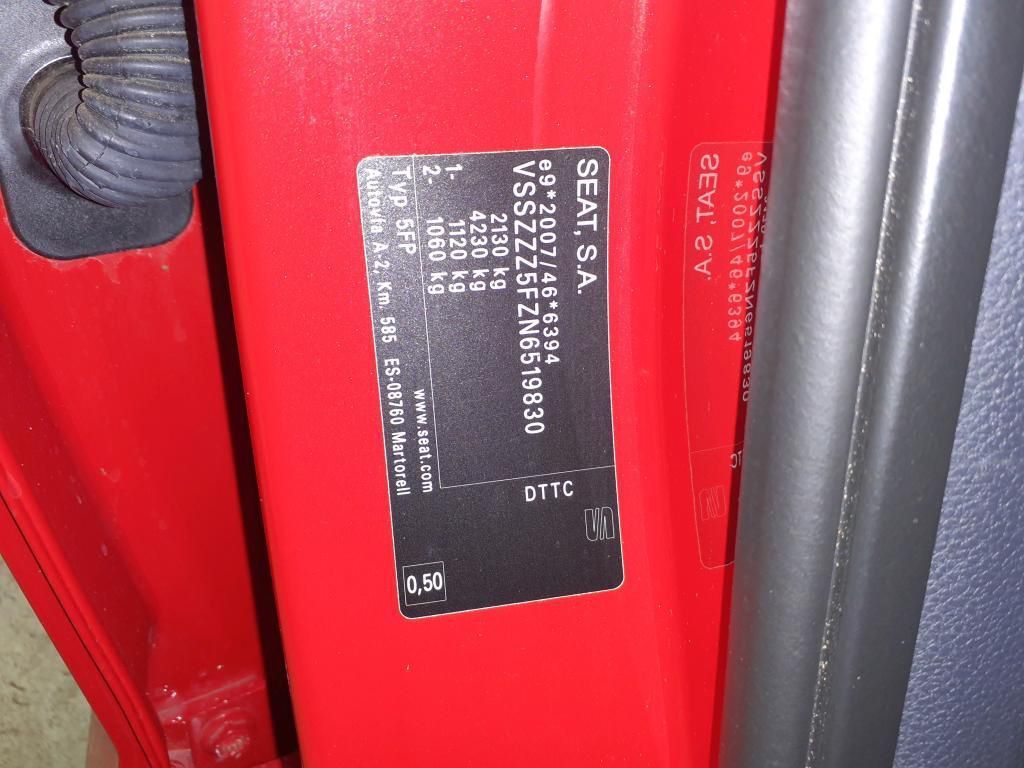 SEAT, S.A.
e9*2007/46*6394
VSSZZZ5FZN6519830
2130 kg
4230 kg
1- 1120 kg
2- 1060 kg
Typ 5FP
www.seat.com
Autovía A-2, Km. 585 ES-08760 Martorell
DTTC
0,50